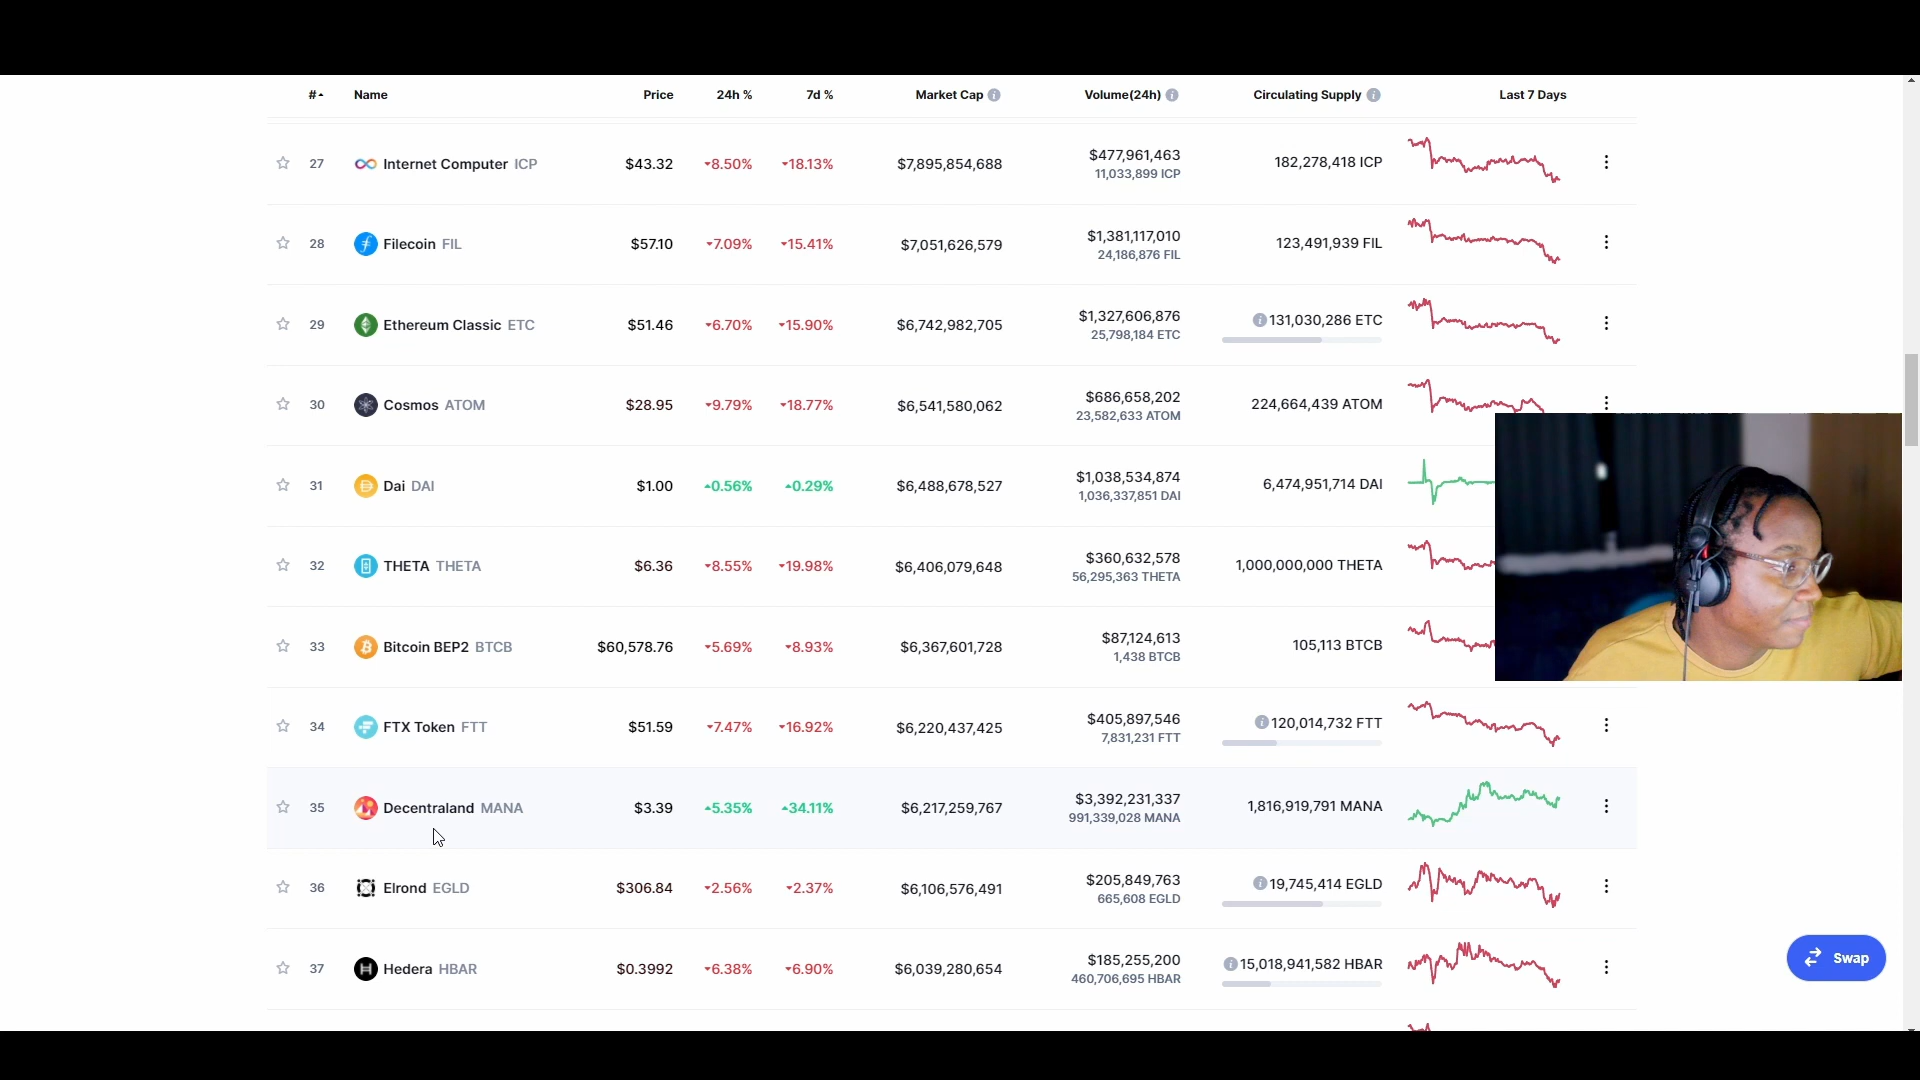 # Name Price 24h % 7d % Market Cap Volume(24h) Circulating Supply Last 7 Days
27 Internet Computer ICP $43.32 8.50% 18.13% $7,895,854,688 $477,961,463 182,278,418 ICP
11,033,899 ICP
28 Filecoin FIL $57.10 7.09% 15.41% $7,051,626,579 $1,381,117,010 123,491,939 FIL
24,186,876 FIL
29 Ethereum Classic ETC $51.46 6.70% 15.90% $6,742,982,705 $1,327,606,876 131,030,286 ETC
25,798,184 ETC
30 Cosmos ATOM $28.95 9.79% 18.77% $6,541,580,062 $686,658,202 224,664,439 ATOM
23,582,633 ATOM
31 Dai DAI $1.00 0.56% 0.29% $6,488,678,527 $1,038,534,874 6,474,951,714 DAI
1,036,337,851 DAI
32 THETA THETA $6.36 8.55% 19.98% $6,406,079,648 $360,632,578 1,000,000,000 THETA
56,295,363 THETA
33 Bitcoin BEP2 BTCB $60,578.76 5.69% 8.93% $6,367,601,728 $87,124,613 105,113 BTCB
1,438 BTCB
34 FTX Token FTT $51.59 7.47% 16.92% $6,220,437,425 $405,897,546 120,014,732 FTT
7,831,231 FTT
35 Decentraland MANA $3.39 5.35% 34.11% $6,217,259,767 $3,392,231,337 1,816,919,791 MANA
991,339,028 MANA
36 Elrond EGLD $306.84 2.56% 2.37% $6,106,576,491 $205,849,763 19,745,414 EGLD
665,608 EGLD
37 Hedera HBAR $0.3992 6.38% 6.90% $6,039,280,654 $185,255,200 15,018,941,582 HBAR
460,706,695 HBAR
Swap